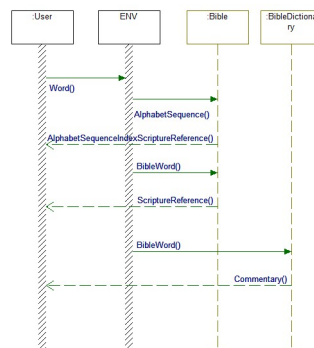 :User
ENV
:Bible
:BibleDictiona
ry
Word()
AlphabetSequence()
AlphabetSequenceIndexScriptureReference()
BibleWord()
ScriptureReference()
BibleWord()
Commentary()